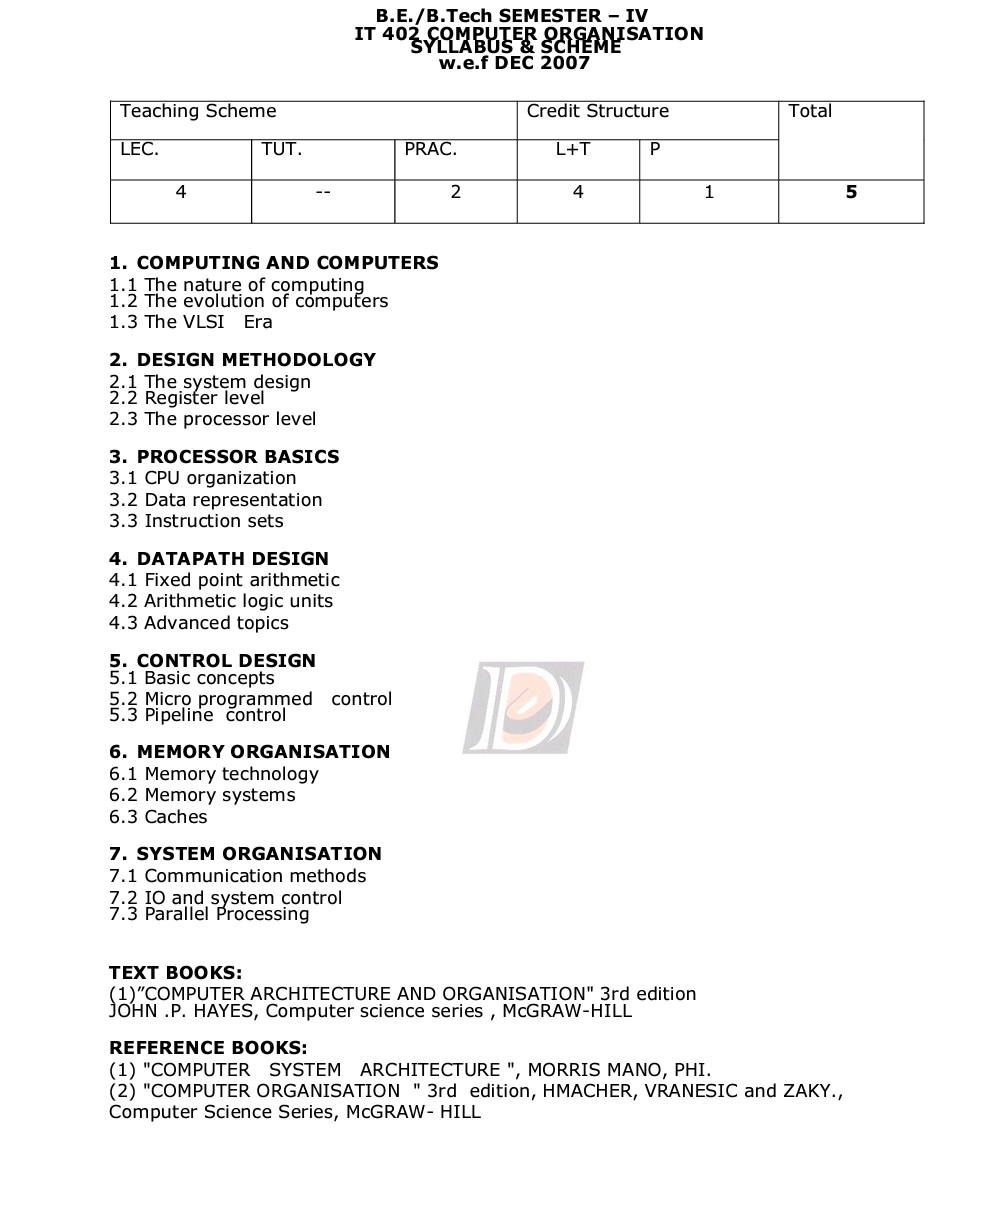 B.E./B.Tech SEMESTER – IV
IT 402 COMPUTER ORGANISATION
SYLLABUS & SCHEME
w.e.f DEC 2007
Teaching Scheme Credit Structure Total
LEC. TUT. PRAC. L+T P
4 -- 2 4 1 5
1. COMPUTING AND COMPUTERS
1.1 The nature of computing
1.2 The evolution of computers
1.3 The VLSI Era
2. DESIGN METHODOLOGY
2.1 The system design
2.2 Register level
2.3 The processor level
3. PROCESSOR BASICS
3.1 CPU organization
3.2 Data representation
3.3 Instruction sets
4. DATAPATH DESIGN
4.1 Fixed point arithmetic
4.2 Arithmetic logic units
4.3 Advanced topics
5. CONTROL DESIGN
5.1 Basic concepts
5.2 Micro programmed control
5.3 Pipeline control
6. MEMORY ORGANISATION
6.1 Memory technology
6.2 Memory systems
6.3 Caches
7. SYSTEM ORGANISATION
7.1 Communication methods
7.2 IO and system control
7.3 Parallel Processing
TEXT BOOKS:
(1)”COMPUTER ARCHITECTURE AND ORGANISATION" 3rd edition
JOHN .P. HAYES, Computer science series , McGRAW-HILL
REFERENCE BOOKS:
(1) "COMPUTER SYSTEM ARCHITECTURE ", MORRIS MANO, PHI.
(2) "COMPUTER ORGANISATION " 3rd edition, HMACHER, VRANESIC and ZAKY.,
Computer Science Series, McGRAW- HILL